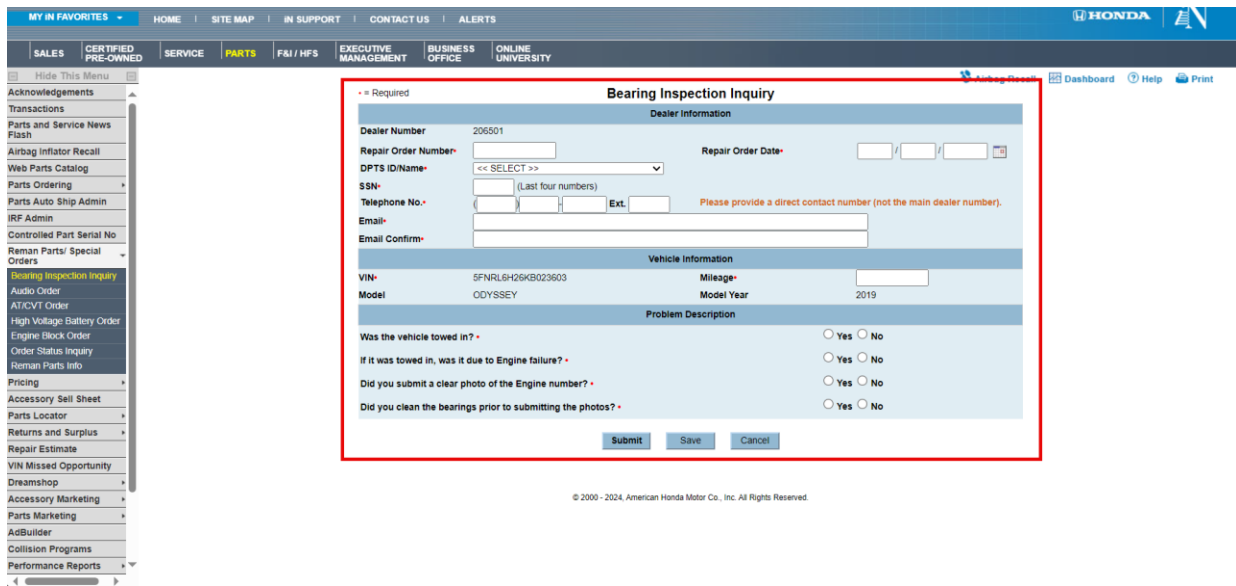 MY iN FAVORITES
HOME | SITE MAP | iN SUPPORT | CONTACT US | ALERTS
HONDA
SALES
CERTIFIED
PRE-OWNED
SERVICE
PARTS
F&I / HFS
EXECUTIVE
MANAGEMENT
BUSINESS
OFFICE
ONLINE
UNIVERSITY
Hide This Menu
Acknowledgements
Transactions
Parts and Service News
Flash
Airbag Inflator Recall
Web Parts Catalog
Parts Ordering
Parts Auto Ship Admin
IRF Admin
Controlled Part Serial No
Reman Parts/ Special
Orders
Bearing Inspection Inquiry
Audio Order
AT/CVT Order
High Voltage Battery Order
Engine Block Order
Order Status Inquiry
Reman Parts Info
Pricing
Accessory Sell Sheet
Parts Locator
Returns and Surplus
Repair Estimate
VIN Missed Opportunity
Dreamshop
Accessory Marketing
Parts Marketing
AdBuilder
Collision Programs
Performance Reports
Airbag Recall Dashboard Help Print
• = Required
Bearing Inspection Inquiry
Dealer Information
Dealer Number 206501
Repair Order Number• Repair Order Date• / /
DPTS ID/Name• << SELECT >>
SSN• (Last four numbers)
Telephone No.• ( ) - Ext. Please provide a direct contact number (not the main dealer number).
Email•
Email Confirm•
Vehicle Information
VIN• 5FNRL6H26KB023603 Mileage•
Model ODYSSEY Model Year 2019
Problem Description
Was the vehicle towed in? • Yes No
If it was towed in, was it due to Engine failure? • Yes No
Did you submit a clear photo of the Engine number? • Yes No
Did you clean the bearings prior to submitting the photos? • Yes No
Submit Save Cancel
© 2000 - 2024, American Honda Motor Co., Inc. All Rights Reserved.